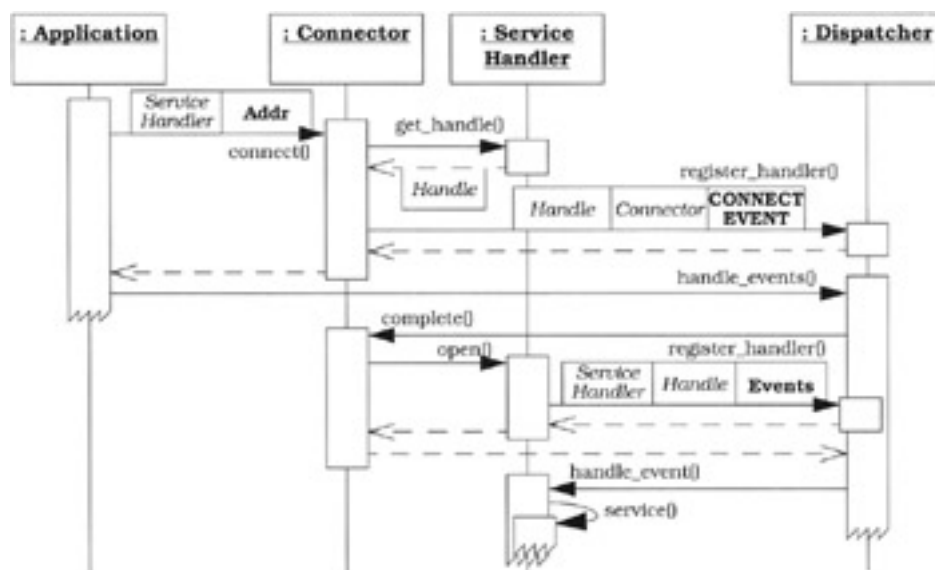 : Application
: Connector
: Service
Handler
: Dispatcher
Service
Handler
Addr
connect()
get_handle()
Handle
register_handler()
Handle
Connector
CONNECT
EVENT
handle_events()
complete()
open()
register_handler()
Service
Handler
Handle
Events
handle_event()
service()